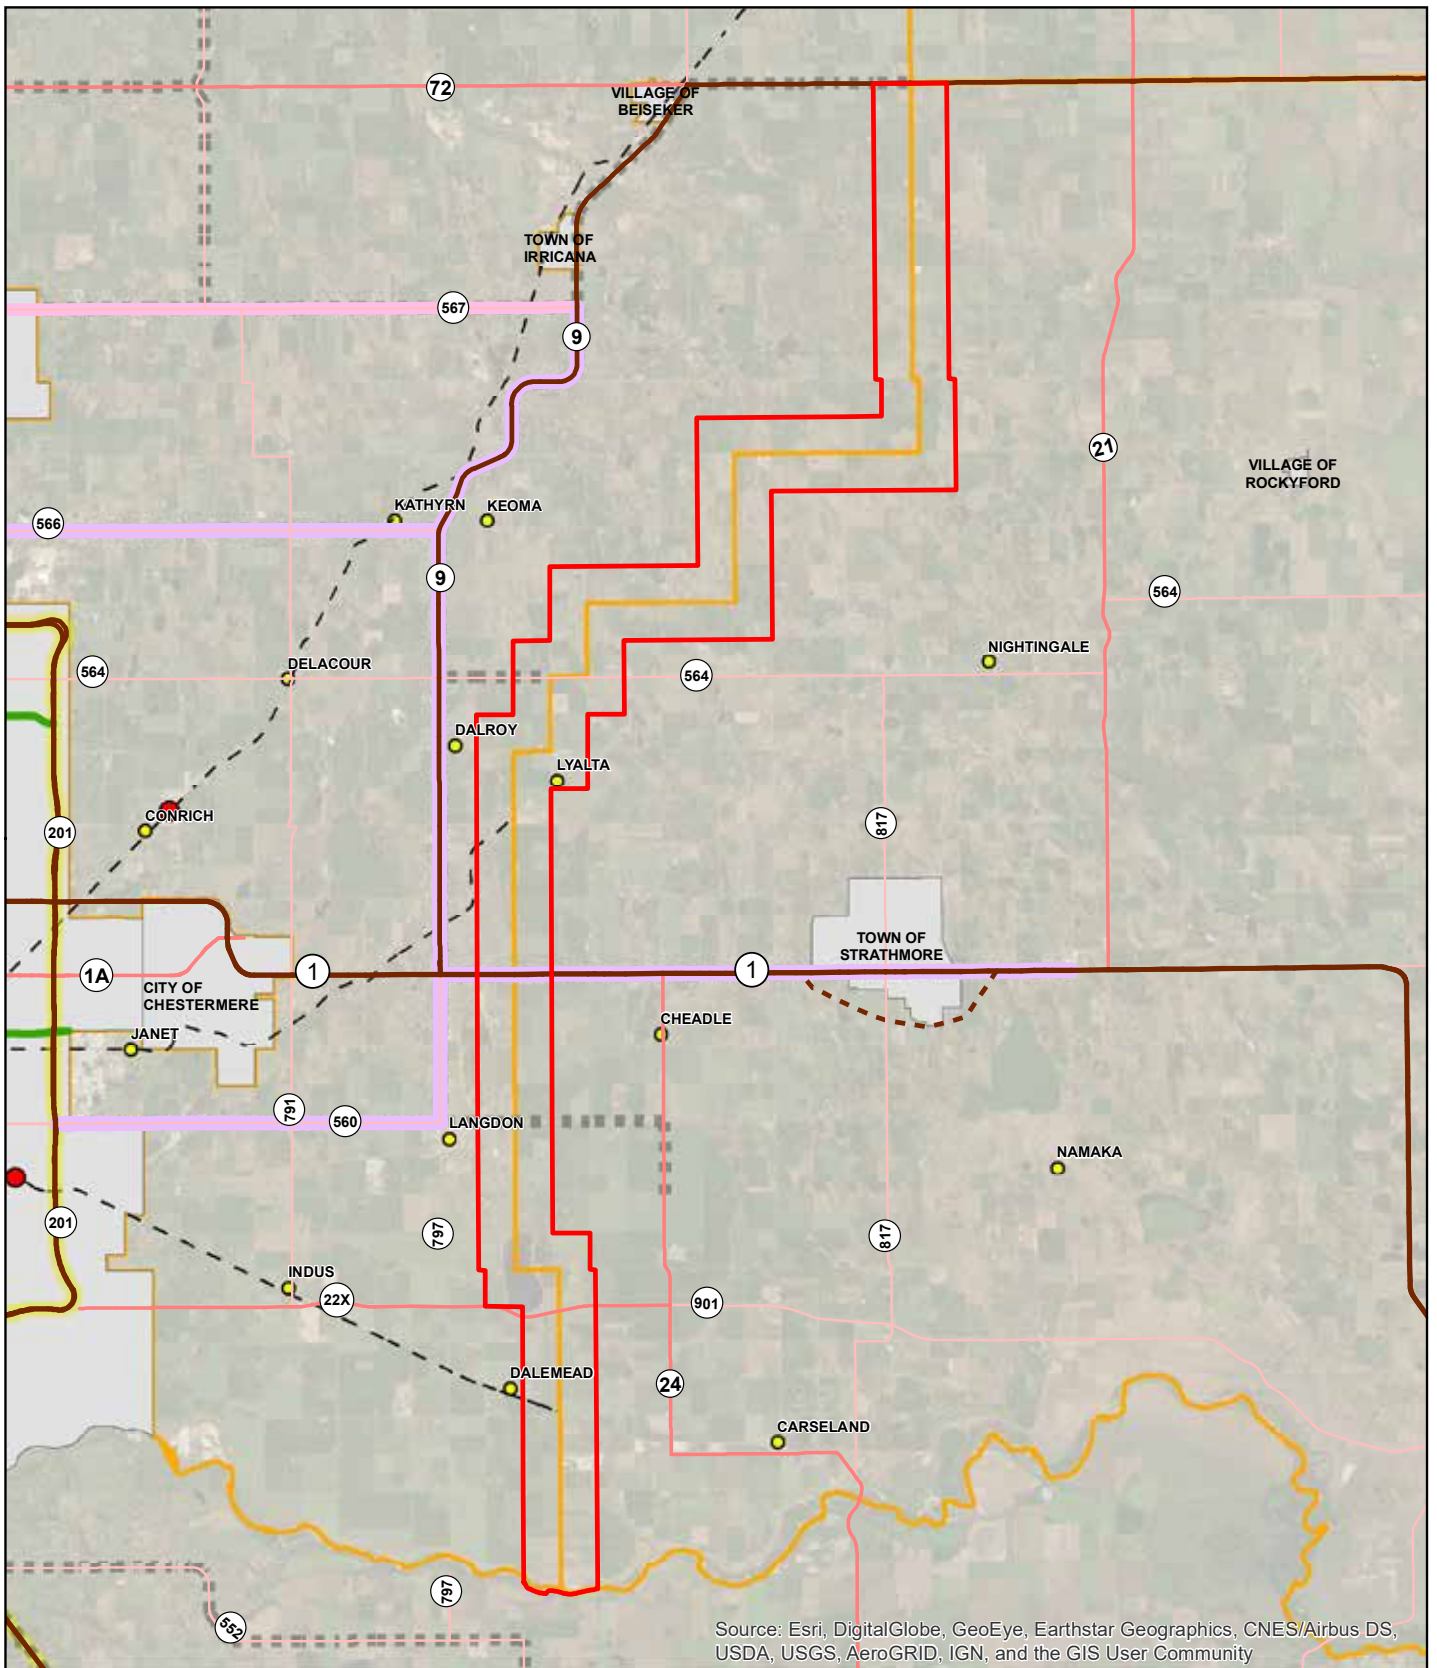 72
VILLAGE OF
BEISEKER
TOWN OF
IRRICANA
567
9
21
VILLAGE OF
ROCKYFORD
KATHYRN
KEOMA
566
9
564
NIGHTINGALE
DELACOUR
564
564
DALROY
LYALTA
CONRICH
201
817
TOWN OF
STRATHMORE
1
1
1A
CITY OF
CHESTERMERE
CHEADLE
JANET
791
560
LANGDON
NAMAKA
201
797
817
INDUS
22X
901
DALEMEAD
24
CARSELAND
797
552
Source: Esri, DigitalGlobe, GeoEye, Earthstar Geographics, CNES/Airbus DS,
USDA, USGS, AeroGRID, IGN, and the GIS User Community